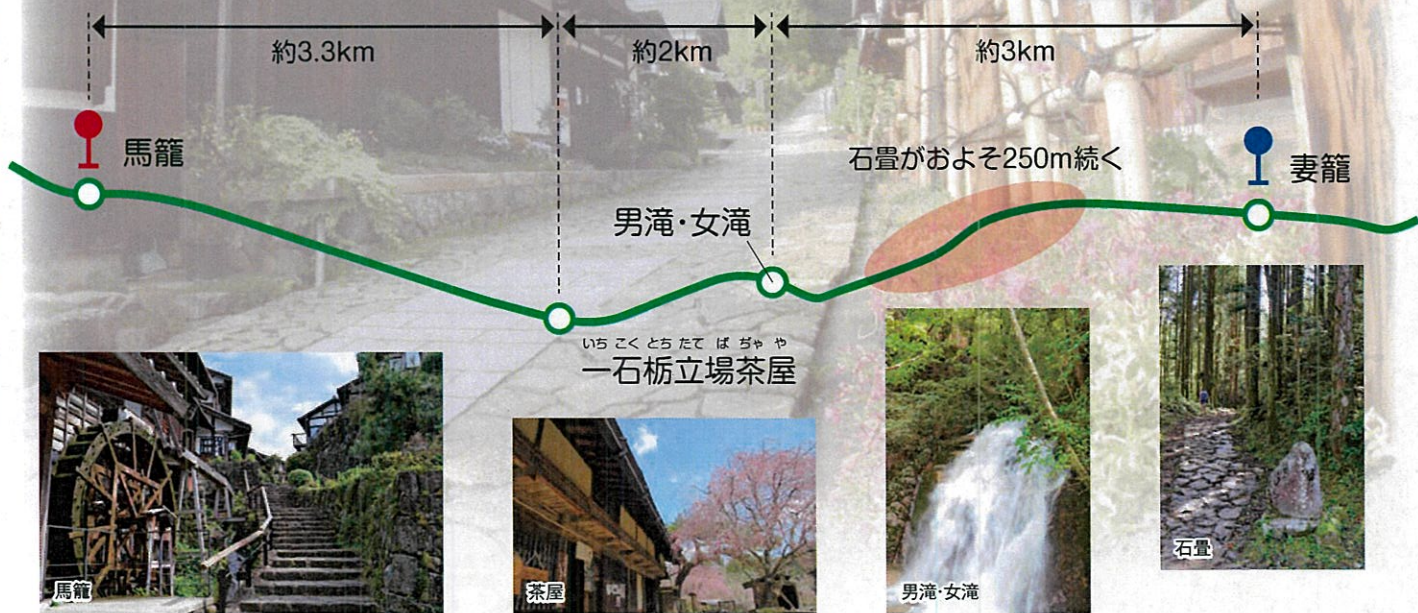 約3.3km
約2km
約3km
馬籠
石畳がおよそ250m続く
妻籠
男滝・女滝
いちこくとちたてばぢゃや
一石栃立場茶屋
馬籠
茶屋
男滝・女滝
石畳